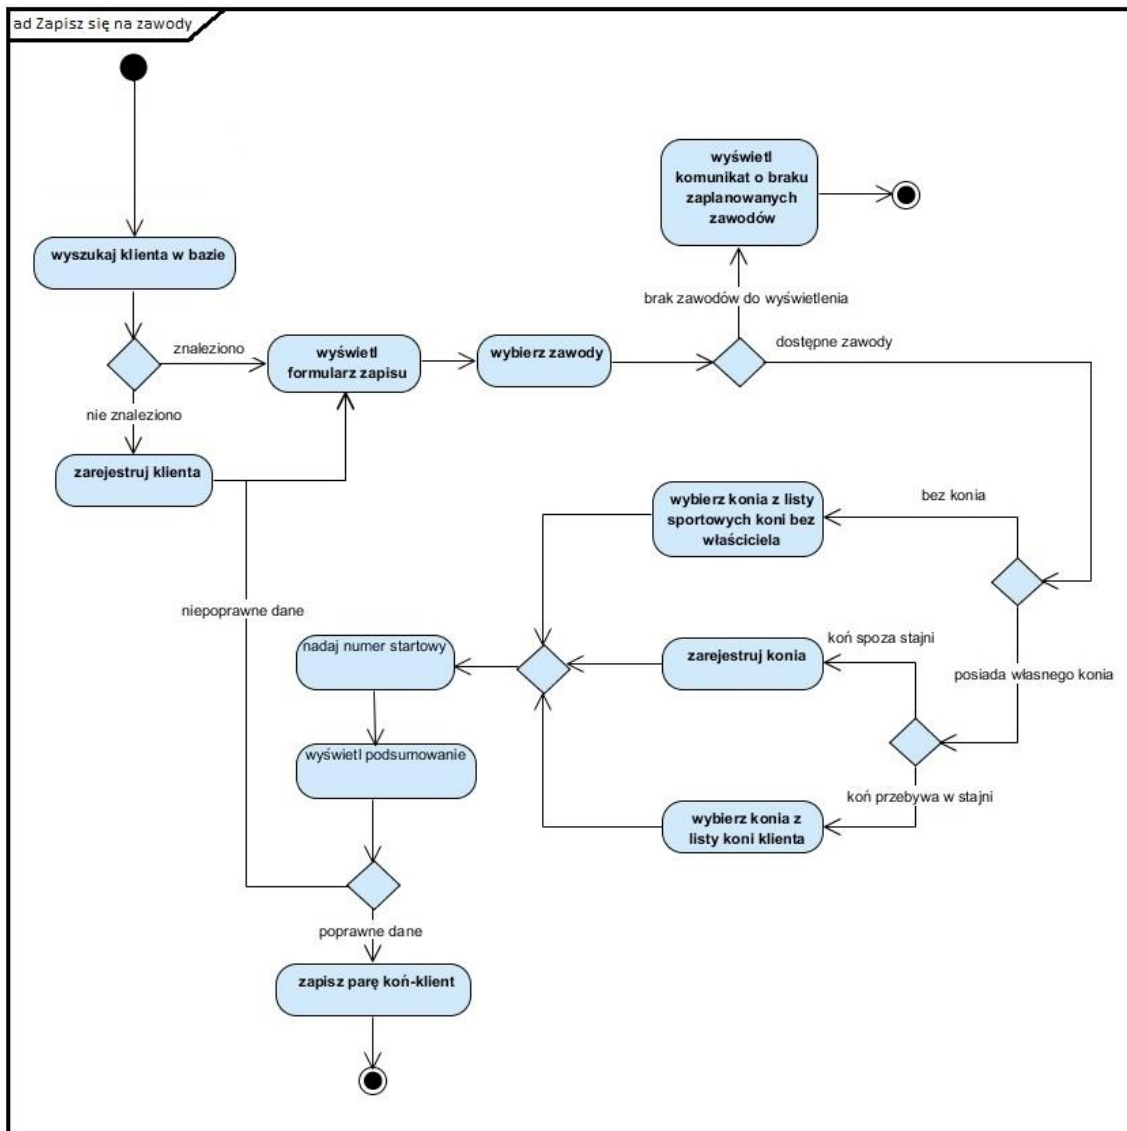 ad Zapisz się na zawody
wyświetl
komunikat o braku
zaplanowanych
zawodów
wyszukaj klienta w bazie
brak zawodów do wyświetlenia
znaleziono
wyświetl
formularz zapisu
wybierz zawody
dostępne zawody
nie znaleziono
zarejestruj klienta
wybierz konia z listy
sportowych koni bez
właściciela
bez konia
niepoprawne dane
nadaj numer startowy
zarejestruj konia
koń spoza stajni
posiada własnego konia
wyświetl podsumowanie
koń przebywa w stajni
wybierz konia z
listy koni klienta
poprawne dane
zapisz parę koń-klient